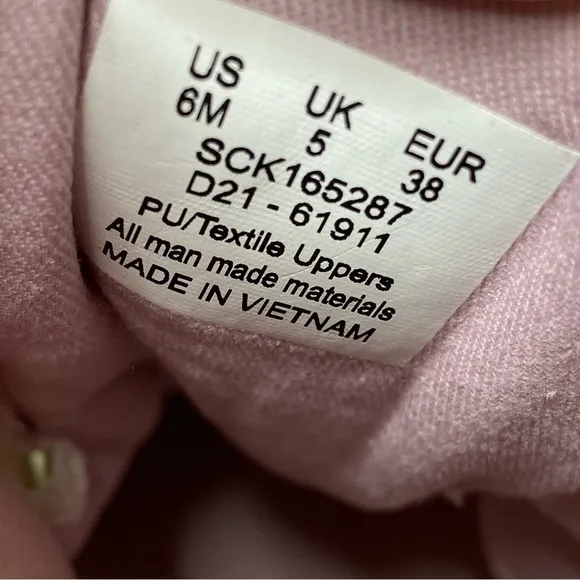 US UK EUR
6M 5 38
SCK165287
D21 - 61911
PU/Textile Uppers
All man made materials
MADE IN VIETNAM